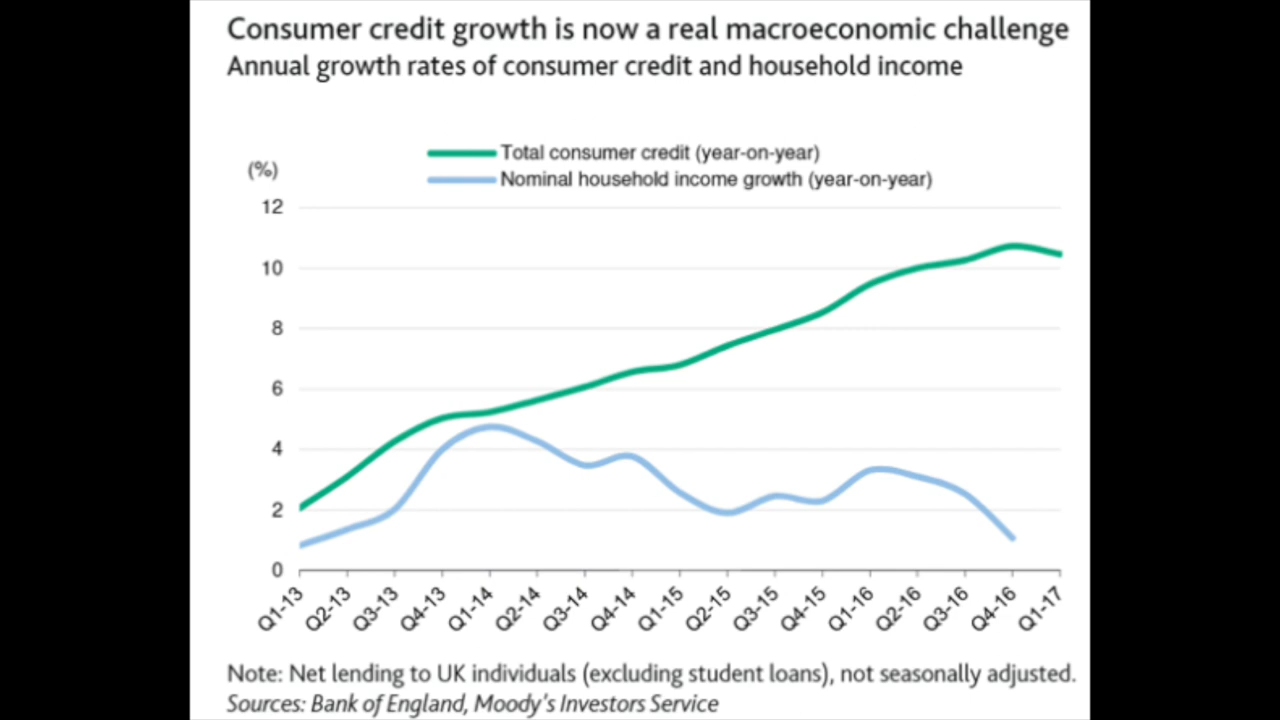 Consumer credit growth is now a real macroeconomic challenge
Annual growth rates of consumer credit and household income
Total consumer credit (year-on-year)
(%)
Nominal household income growth (year-on-year)
12
10
8
6
4
2
0
Q1-13
Q2-13
Q3-13
Q4-13
Q1-14
Q2-14
Q3-14
Q4-14
Q1-15
Q2-15
Q3-15
Q4-15
Q1-16
Q2-16
Q3-16
Q4-16
Q1-17
Note: Net lending to UK individuals (excluding student loans), not seasonally adjusted.
Sources: Bank of England, Moody's Investors Service